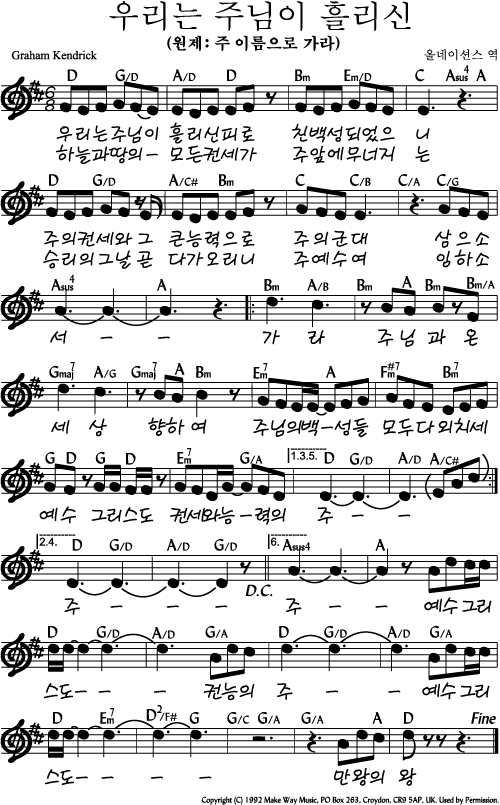 우리는 주님이 흘리신
(원제: 주 이름으로 가라)
Graham Kendrick
올네이션스 역
D G/D A/D D Bm Em/D C Asus4 A
6/8
우리는주님이 흘리신피로 친백성되었으 니
하늘과땅의- 모든권세가 주앞에무너지 는
D G/D A/C# Bm C C/B C/A C/G
주의권세와 그 큰능력으로 주의군대 삼으소
승리의그날 곧 다가오리니 주예수여 임하소
Asus4 A Bm A/B Bm A Bm Bm/A
서 - - 가 라 주님과온
Gmaj7 A/G Gmaj7 A Bm Em7 A F#m7 Bm
세 상 향하여 주님의백-성들 모두다외치세
G D G D Em7 G/A 1.3.5. D G/D A/D A/C#
예수 그리스도 권세와능-력의 주 - -
2.4. D G/D A/D G/D 6. Asus4 A
D.C.
주 - - - 주 - - 예수그리
D G/D A/D G/A D G/D A/D G/A
스도- - - 권능의 주 - - 예수그리
D Em7 D2/F# G G/C G/A G/A A D Fine
스도- - - 만왕의 왕
Copyright (C) 1992 Make Way Music, PO Box 263, Croydon, CR9 5AP, UK. Used by Permission.